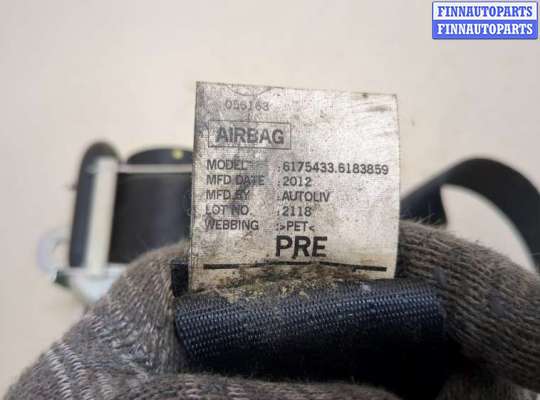 FINNAUTOPARTS
FINNAUTOPARTS
056163
AIRBAG
MODEL : 6175433.6183859
MFD DATE : 2012
MFD.BY : AUTOLIV
LOT NO. : 2118
WEBBING :>PET<
PRE